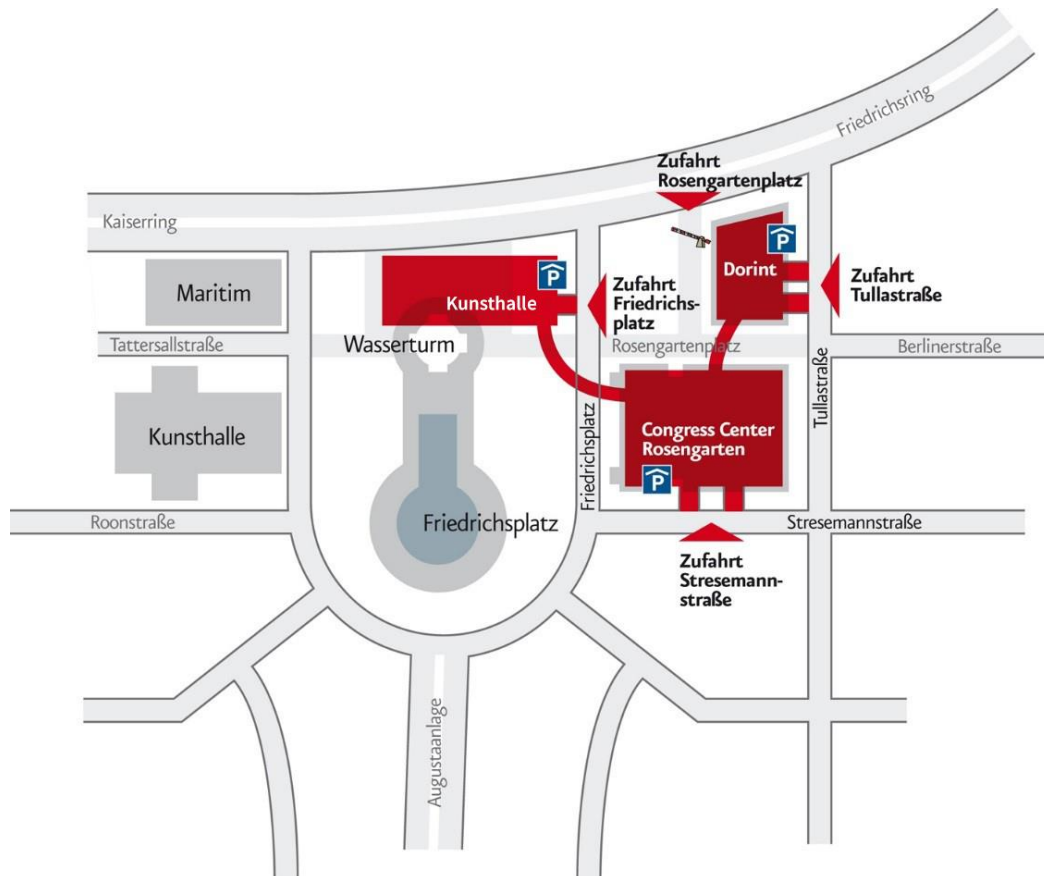 Friedrichsring
Zufahrt
Rosengartenplatz
Kaiserring
P
Dorint
Maritim
P
Kunsthalle
Zufahrt
Friedrichs-
platz
Zufahrt
Tullastraße
Tattersallstraße
Wasserturm
Rosengartenplatz
Berlinerstraße
Tullastraße
Kunsthalle
Friedrichsplatz
Congress Center
Rosengarten
P
Roonstraße
Friedrichsplatz
Stresemannstraße
Zufahrt
Stresemann-
straße
Augustaanlage